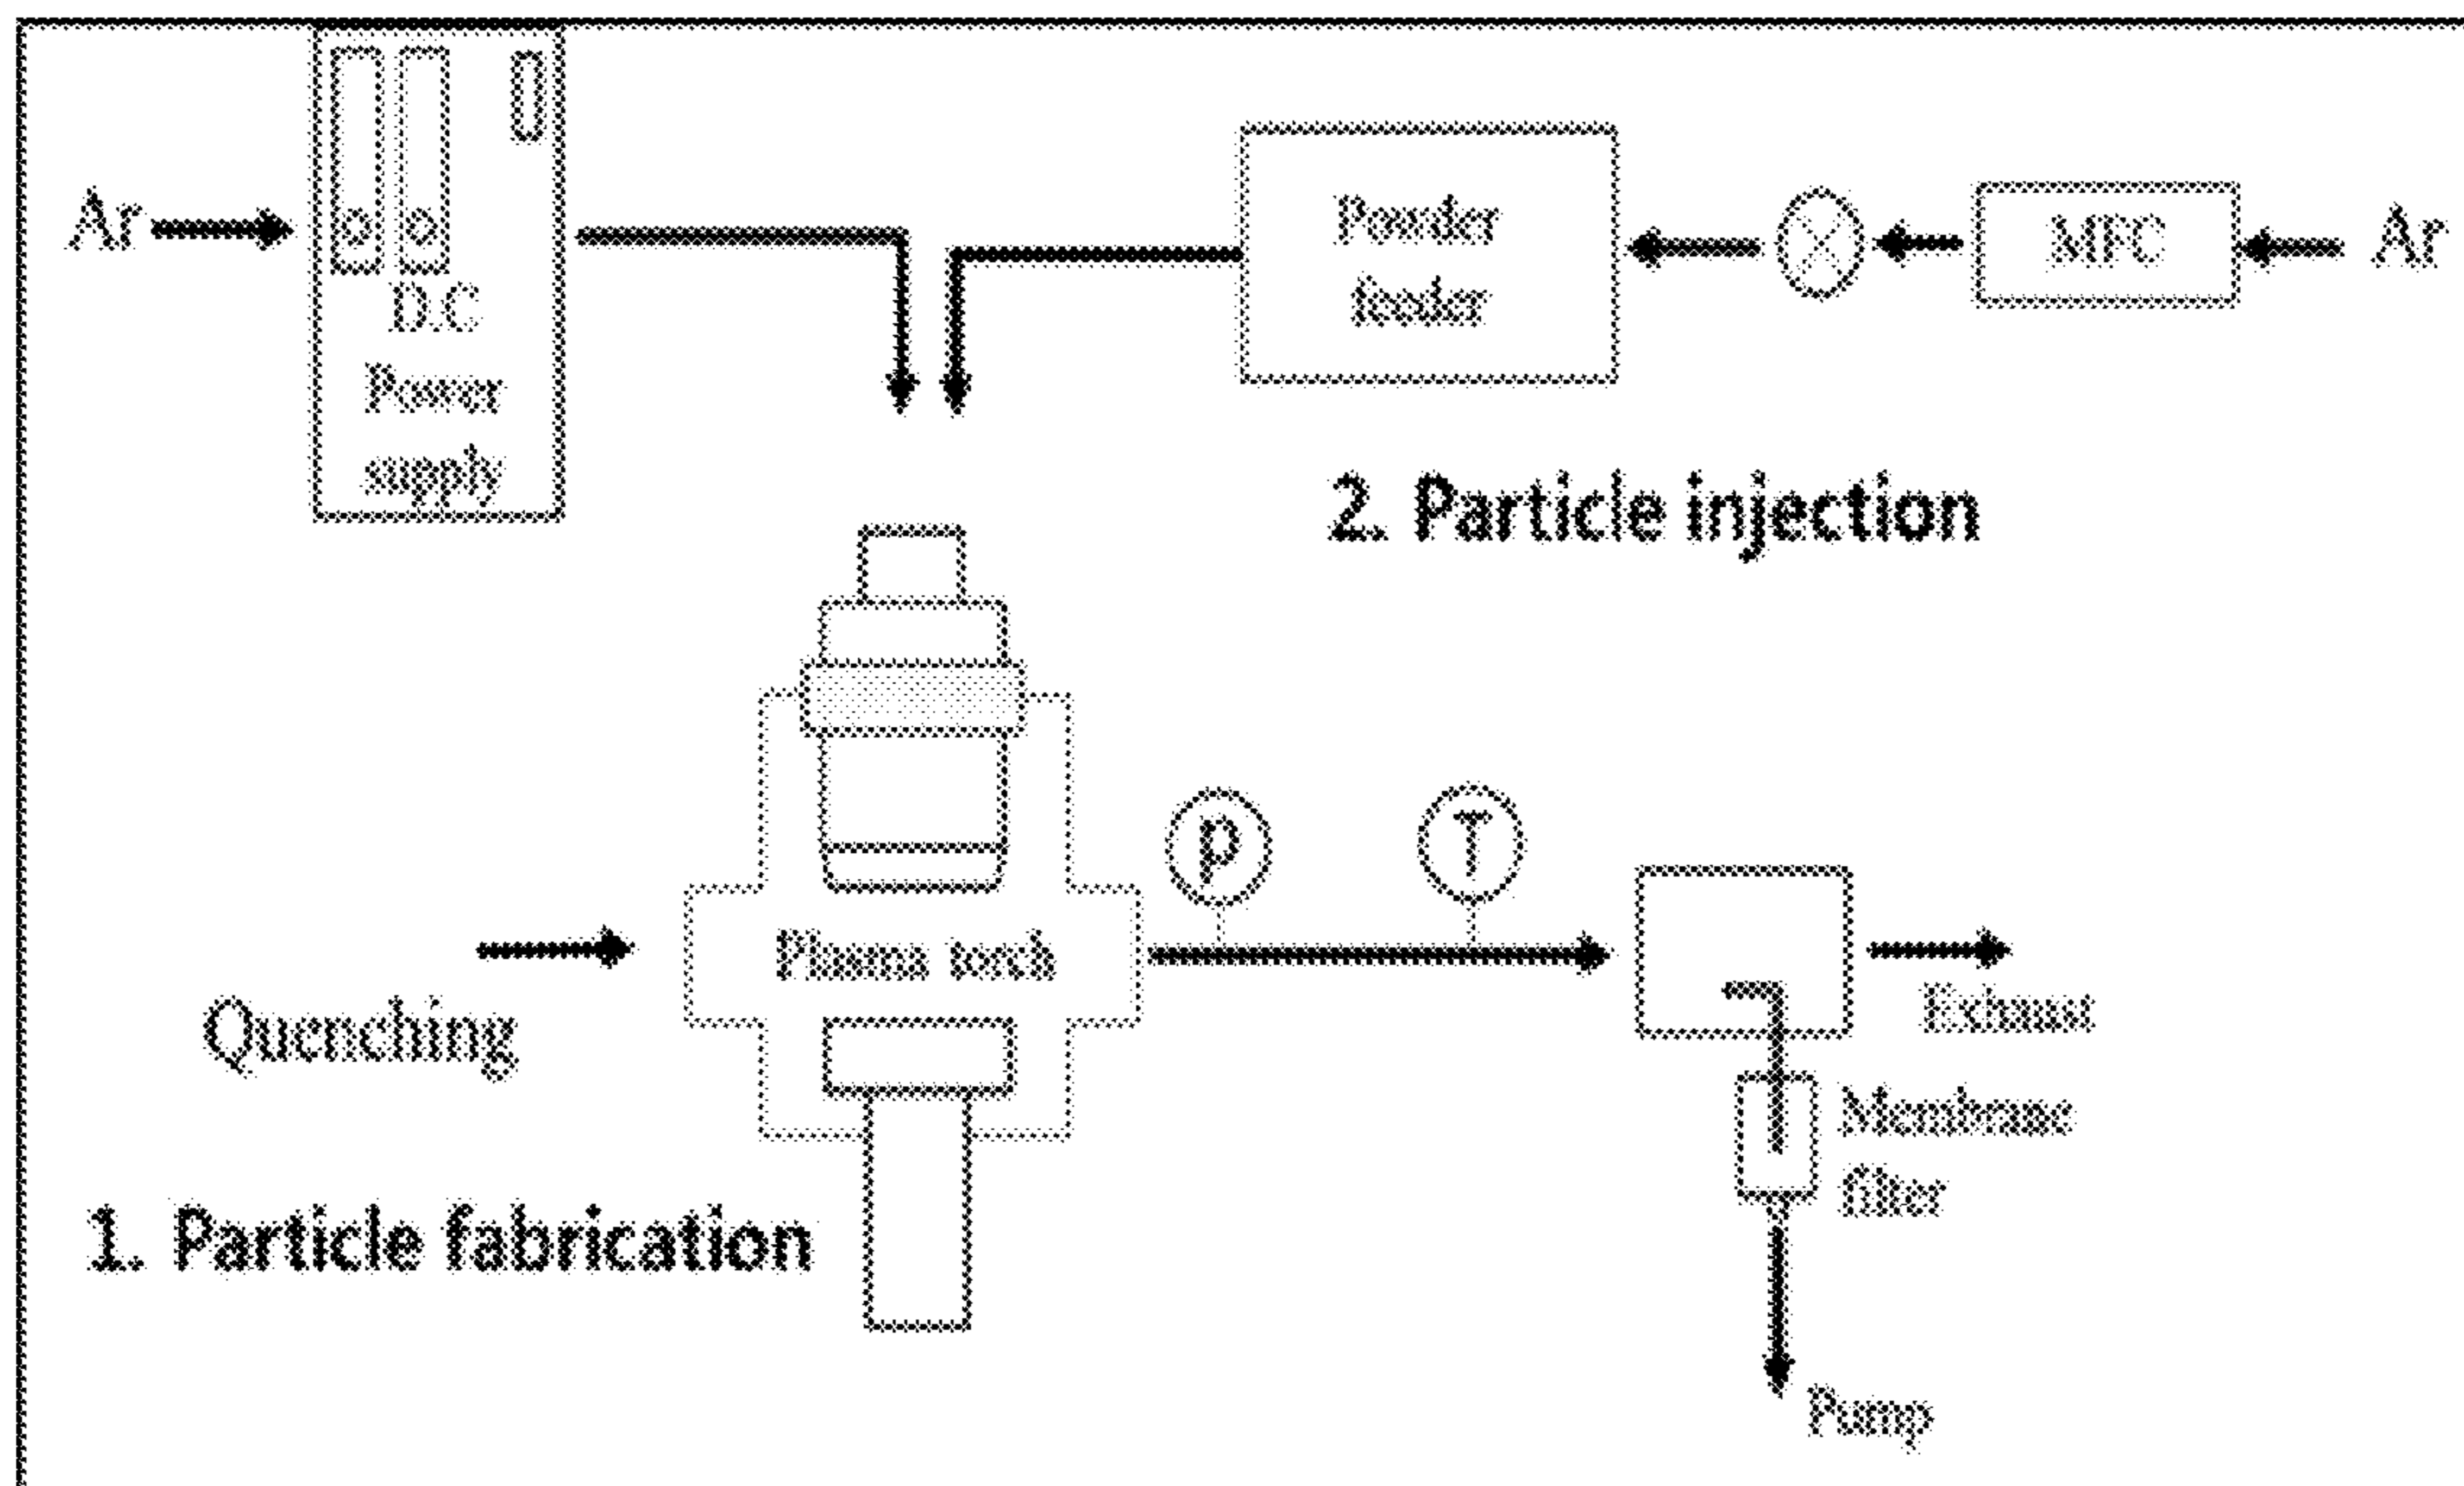 Ar
D.C
Power
supply
Powder
feeder
MFC
Ar
2. Particle injection
P
T
Plasma torch
Quenching
Exhaust
Membrane
filter
1. Particle fabrication
Pump